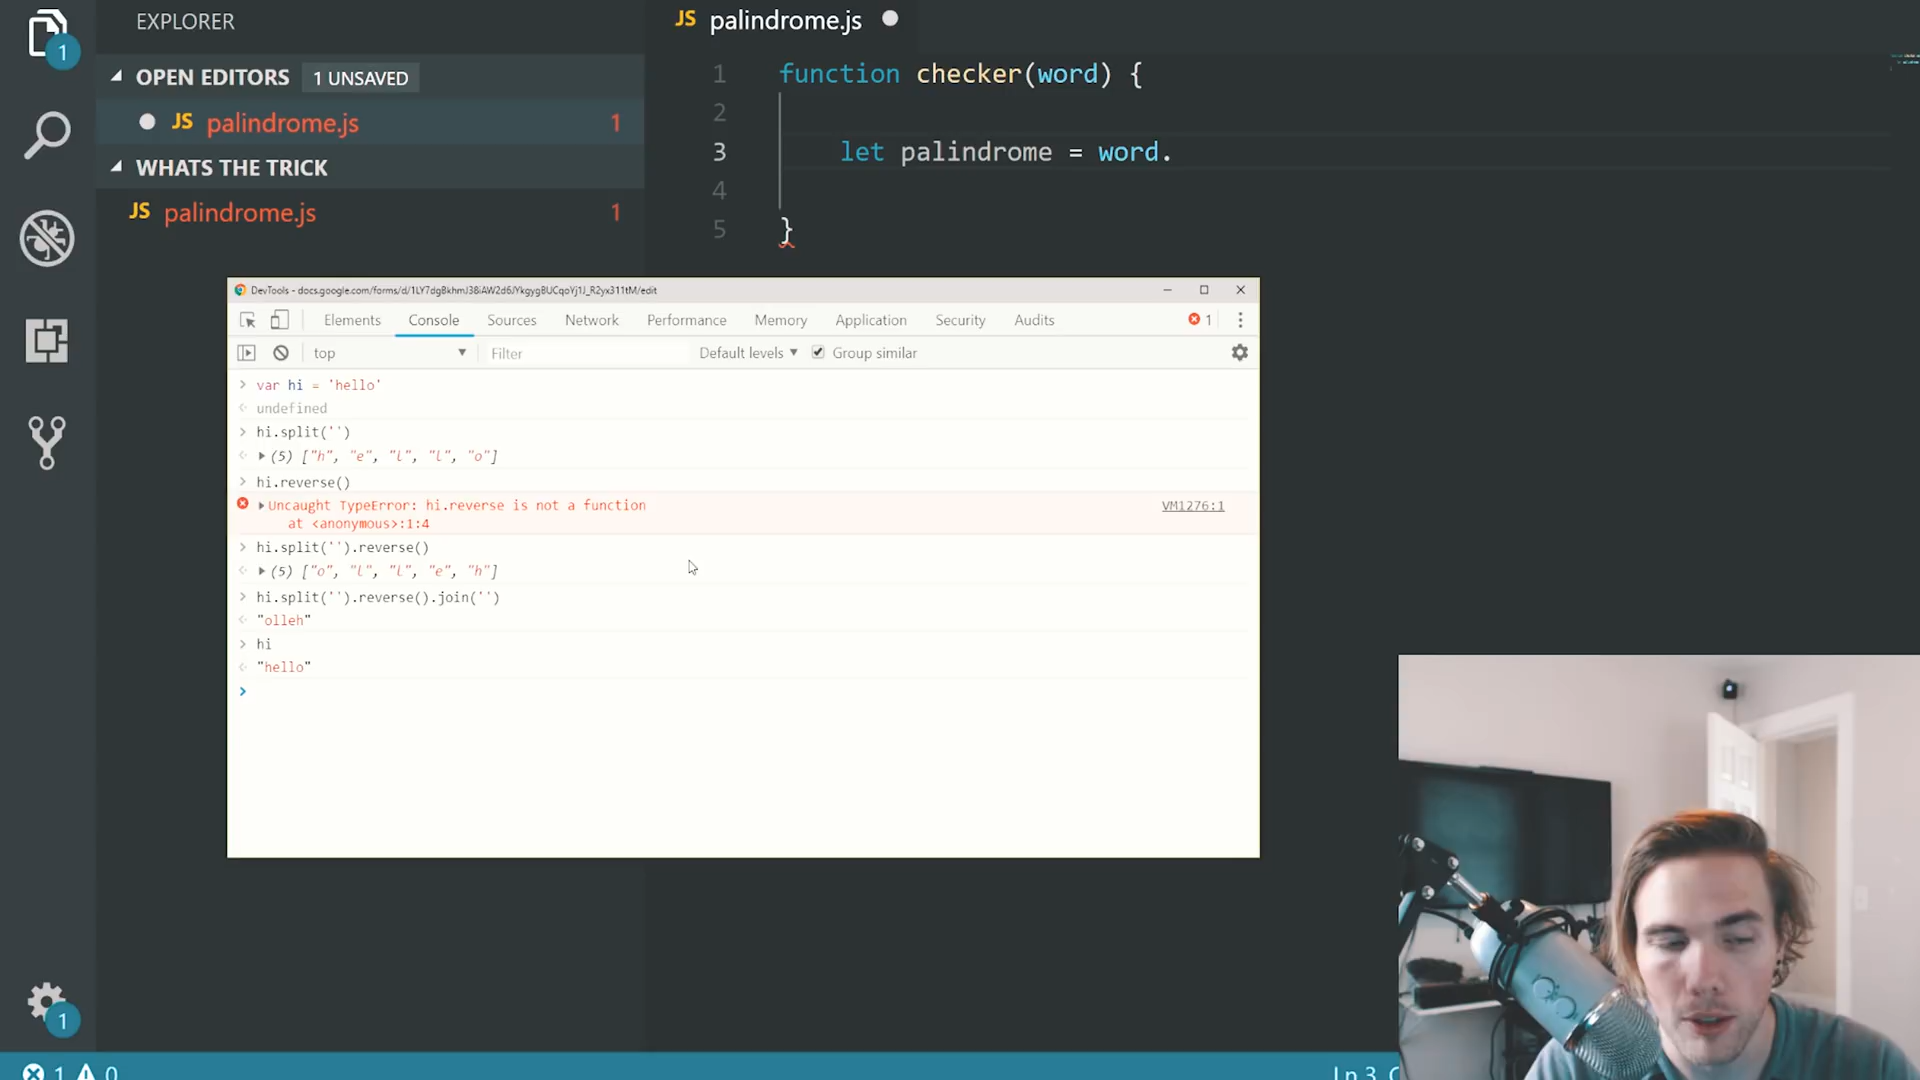 EXPLORER
OPEN EDITORS 1 UNSAVED
JS palindrome.js 1
WHATS THE TRICK
JS palindrome.js 1
1
JS palindrome.js
1 function checker(word) {
2
3 let palindrome = word.
4
5 }
DevTools - docs.google.com/forms/d/1LY7dgBkhmJ38iAW2d6JYkgygBUCqoYj1J_R2yx311tM/edit
Elements Console Sources Network Performance Memory Application Security Audits 1
top Filter Default levels Group similar
> var hi = 'hello'
undefined
> hi.split('')
(5) ["h", "e", "l", "l", "o"]
> hi.reverse()
Uncaught TypeError: hi.reverse is not a function VM1276:1
at <anonymous>:1:4
> hi.split('').reverse()
(5) ["o", "l", "l", "e", "h"]
> hi.split('').reverse().join('')
"olleh"
> hi
"hello"
>
1
1 0
Ln 3,